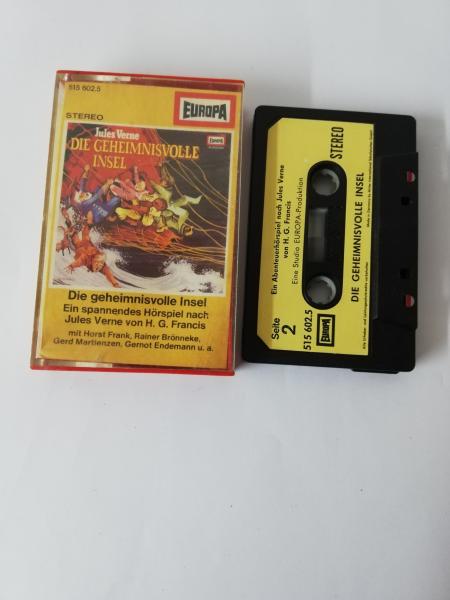 515 602.5
EUROPA
STEREO
Jules Verne
DIE GEHEIMNISVOLLE
INSEL
Die geheimnisvolle Insel
Ein spannendes Hörspiel nach
Jules Verne von H. G. Francis
mit Horst Frank, Rainer Brönneke,
Gerd Martienzen, Gernot Endemann u. a.
Seite
2
515 602.5
EUROPA
STEREO
Ein Abenteuerhörspiel nach Jules Verne
von H. G. Francis
Eine Studio EUROPA-Produktion
DIE GEHEIMNISVOLLE INSEL